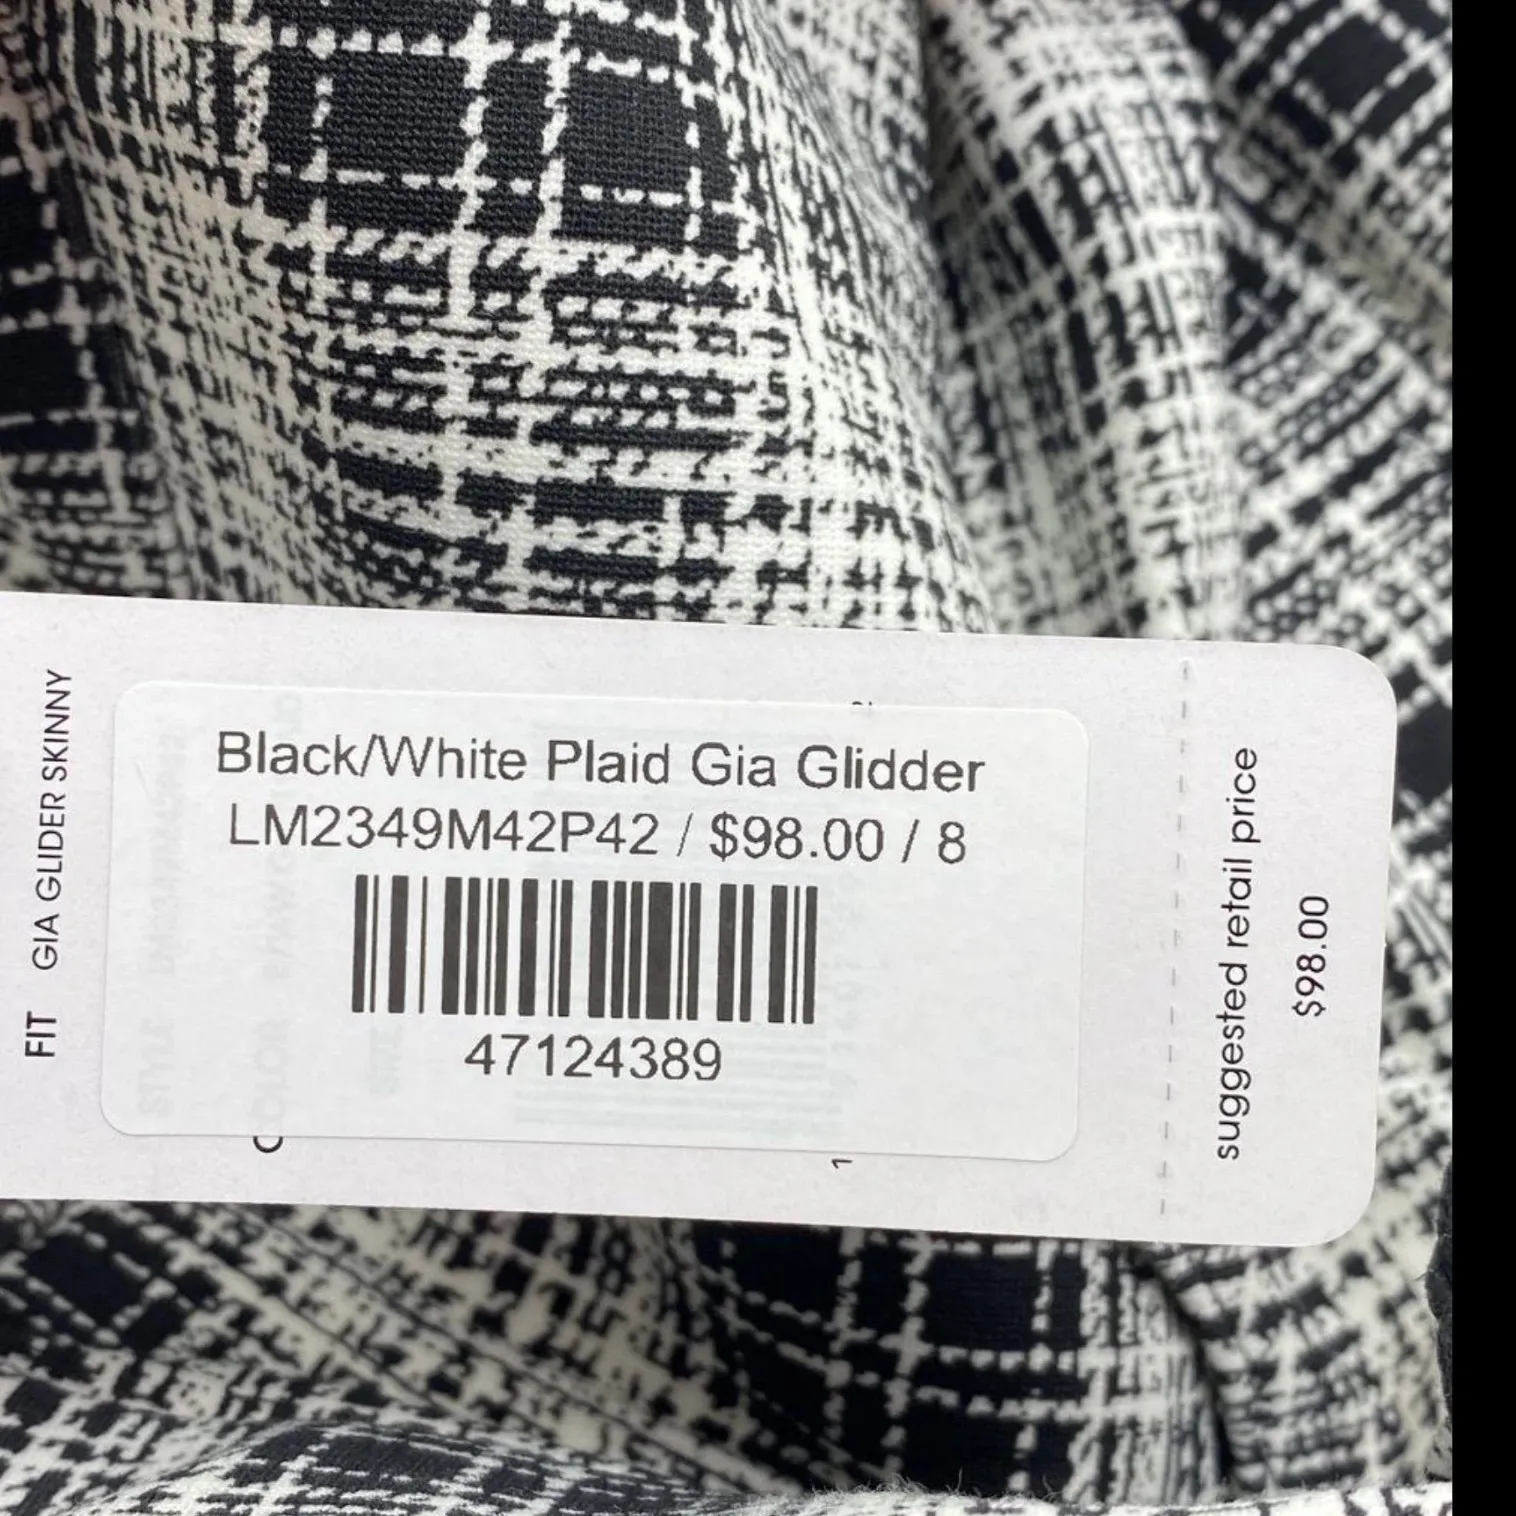 FIT GIA GLIDER SKINNY
Black/White Plaid Gia Glidder
LM2349M42P42 / $98.00 / 8
47124389
suggested retail price
$98.00